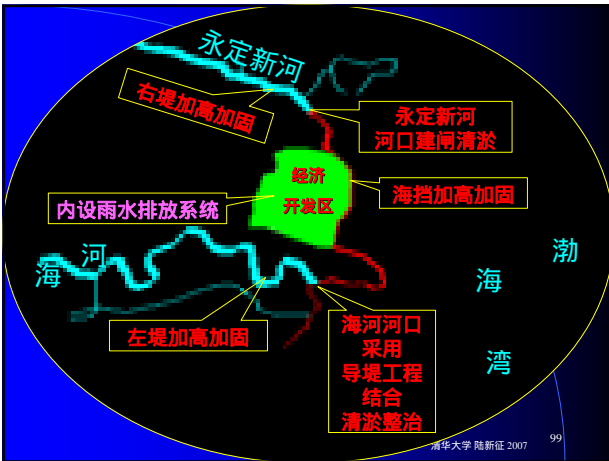 永定新河
右堤加高加固
永定新河
河口建闸清淤
经济
开发区
海挡加高加固
内设雨水排放系统
海河
渤海湾
左堤加高加固
海河河口
采用
导堤工程
结合
清淤整治
清华大学 陆新征 2007
99